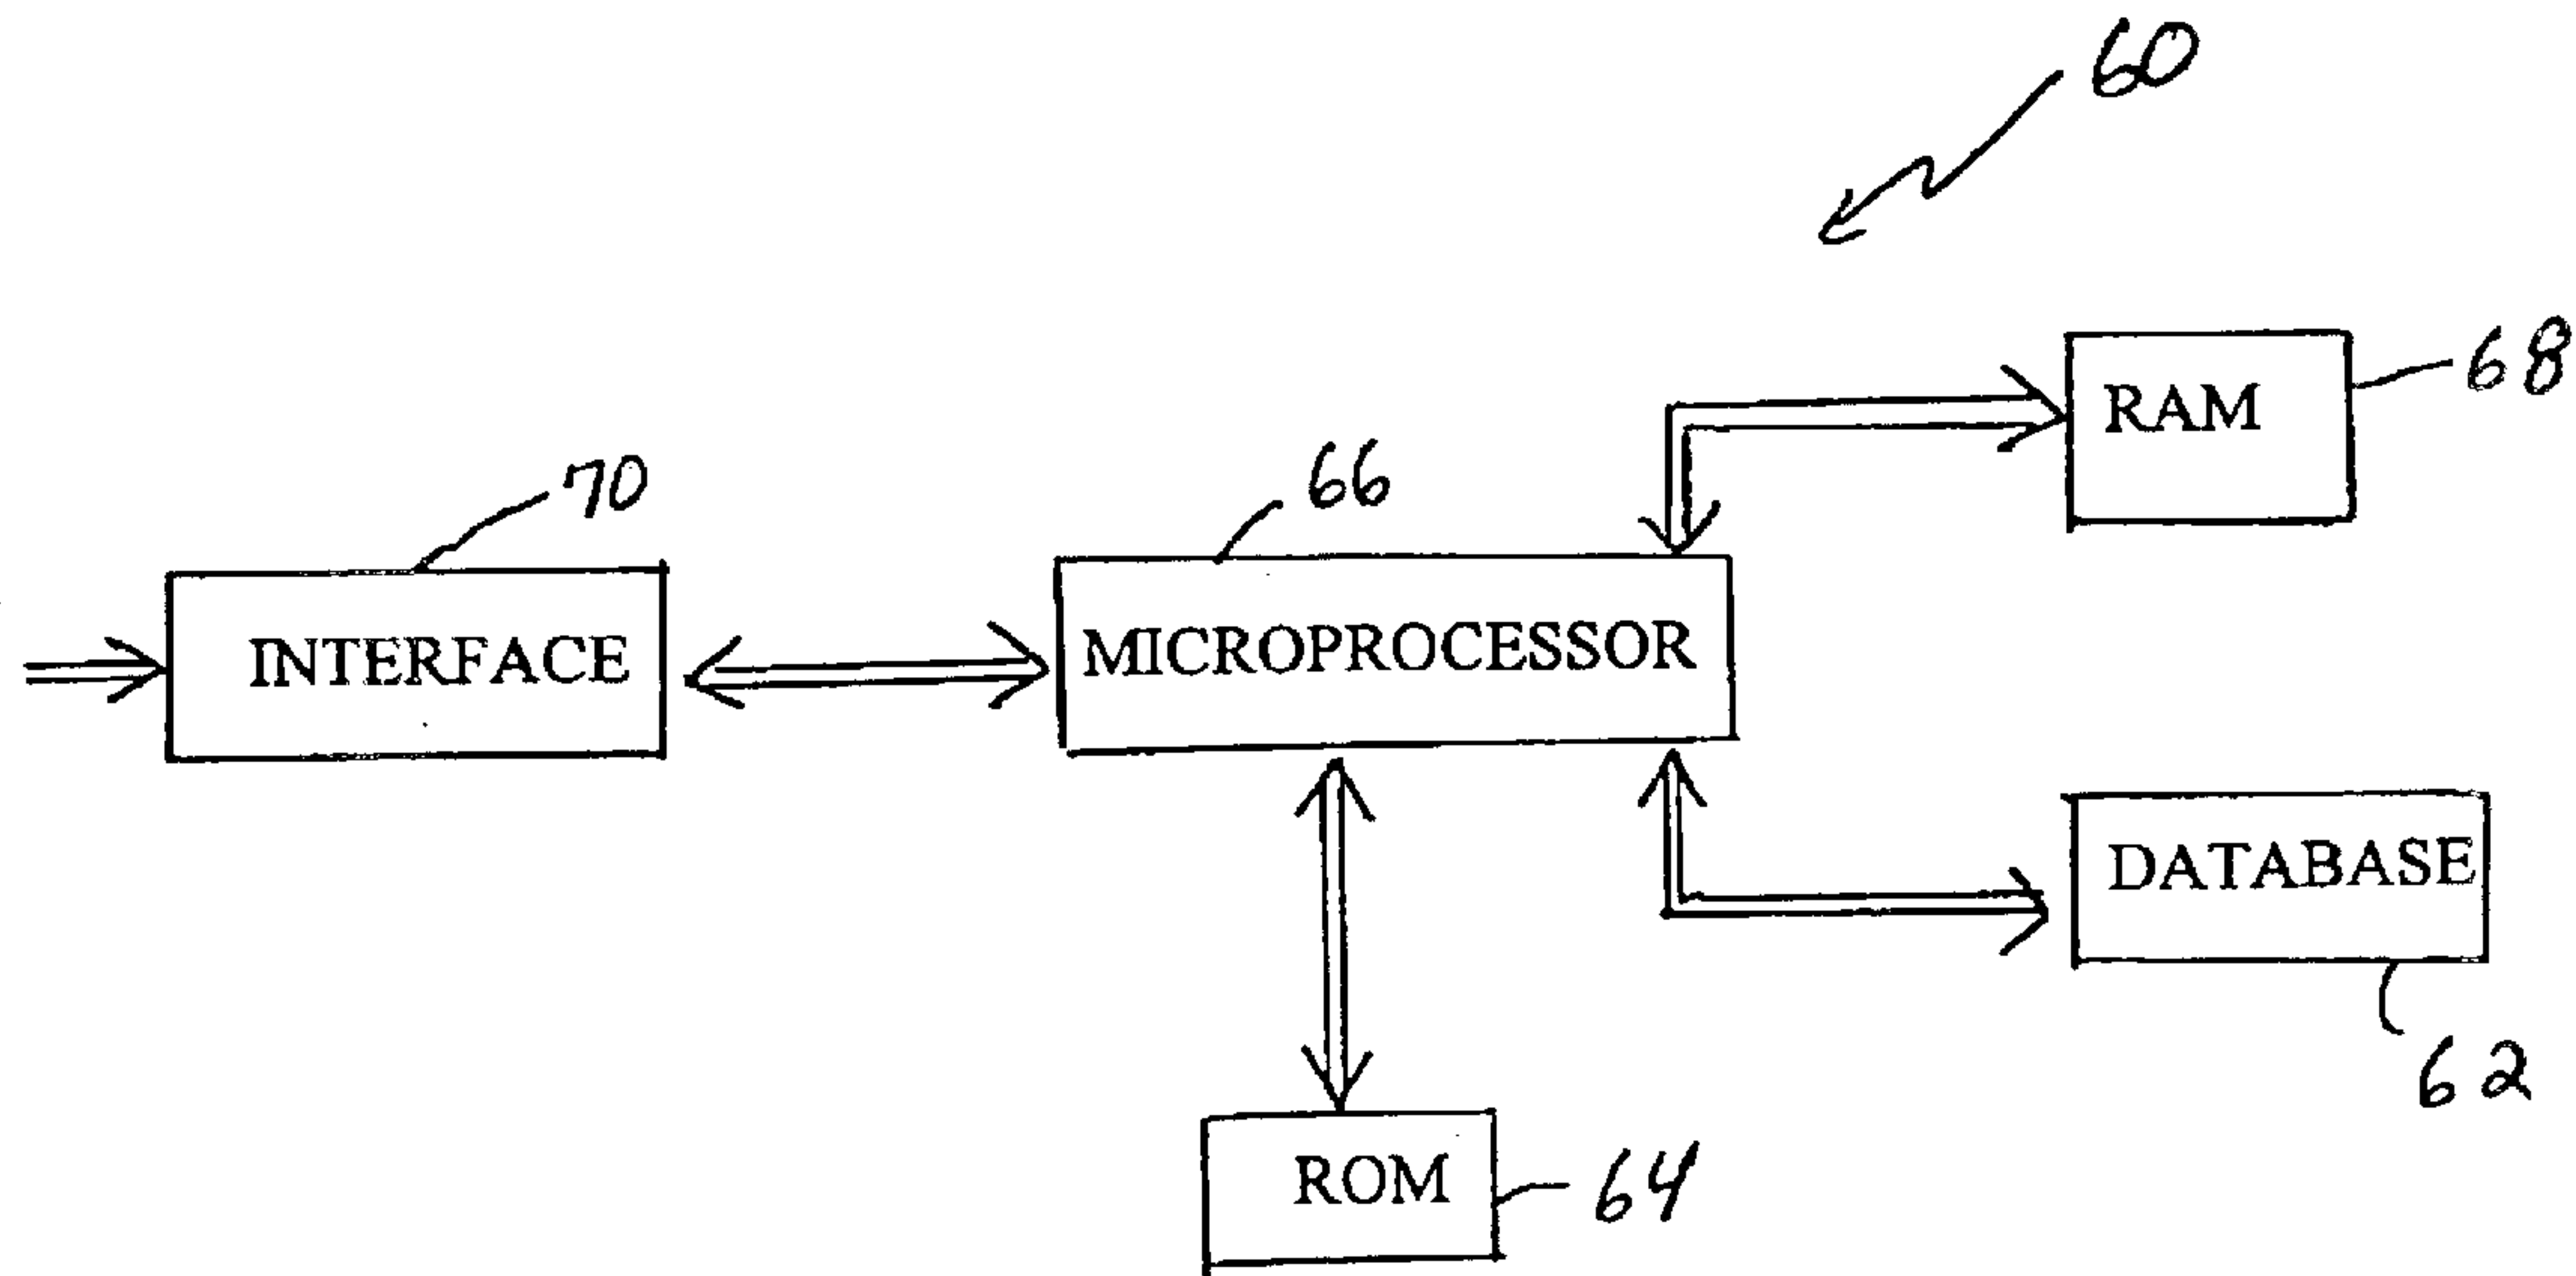 60
RAM
68
70
66
INTERFACE
MICROPROCESSOR
DATABASE
62
ROM
64